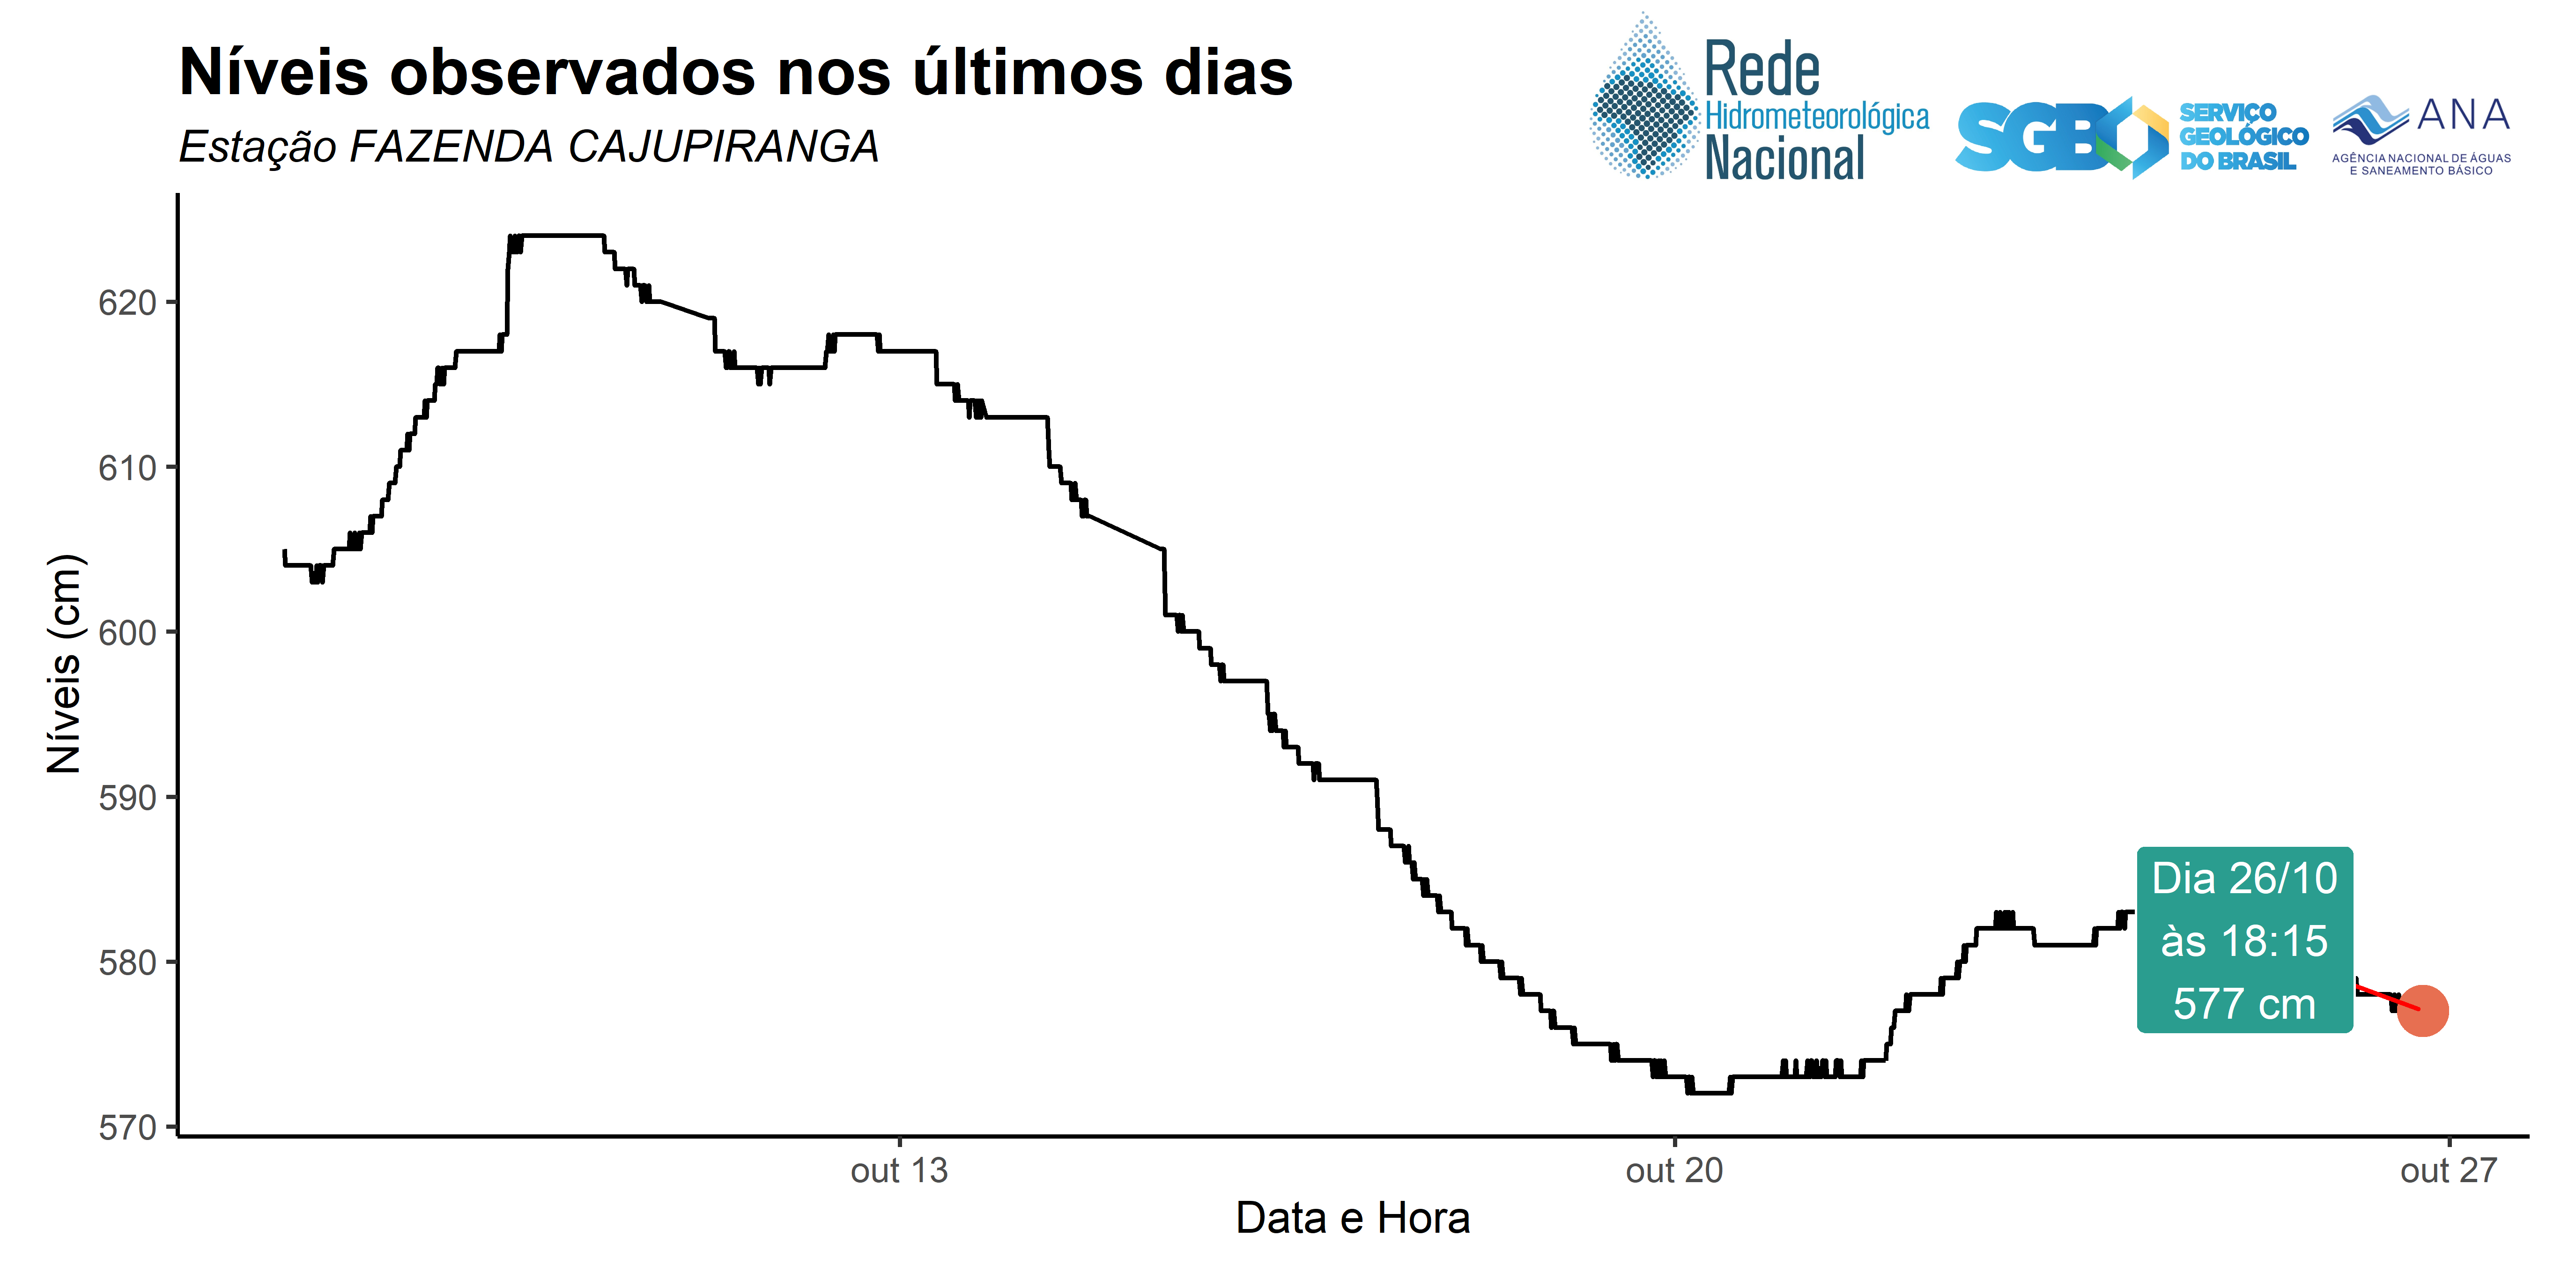 Níveis observados nos últimos dias
Estação FAZENDA CAJUPIRANGA
Rede
Hidrometeorológica
Nacional
SGB
SERVIÇO
GEOLÓGICO
DO BRASIL
ANA
AGÊNCIA NACIONAL DE ÁGUAS
E SANEAMENTO BÁSICO
Níveis (cm)
620
610
600
590
580
570
Dia 26/10
às 18:15
577 cm
out 13
out 20
out 27
Data e Hora